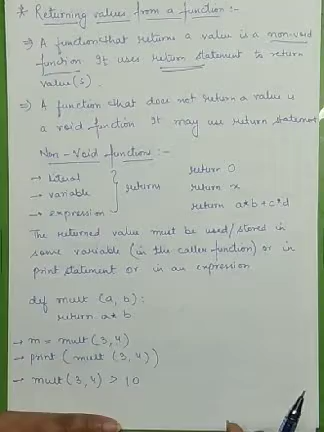 * Returning values from a function :-
⇒ A function that returns a value is a non-void
function. It uses return statement to return
value(s).
⇒ A function that does not return a value is
a void function. It may use return statement
Non-Void function :-
→ Literal
→ variable } returns
→ expression
return 0
return x
return a*b+c*d
The returned value must be used/stored in
some variable (in the caller function) or in
print statement or in an expression
def mult (a, b):
return a* b
→ m = mult (3,4)
→ print (mult (3,4))
→ mult (3,4) > 10